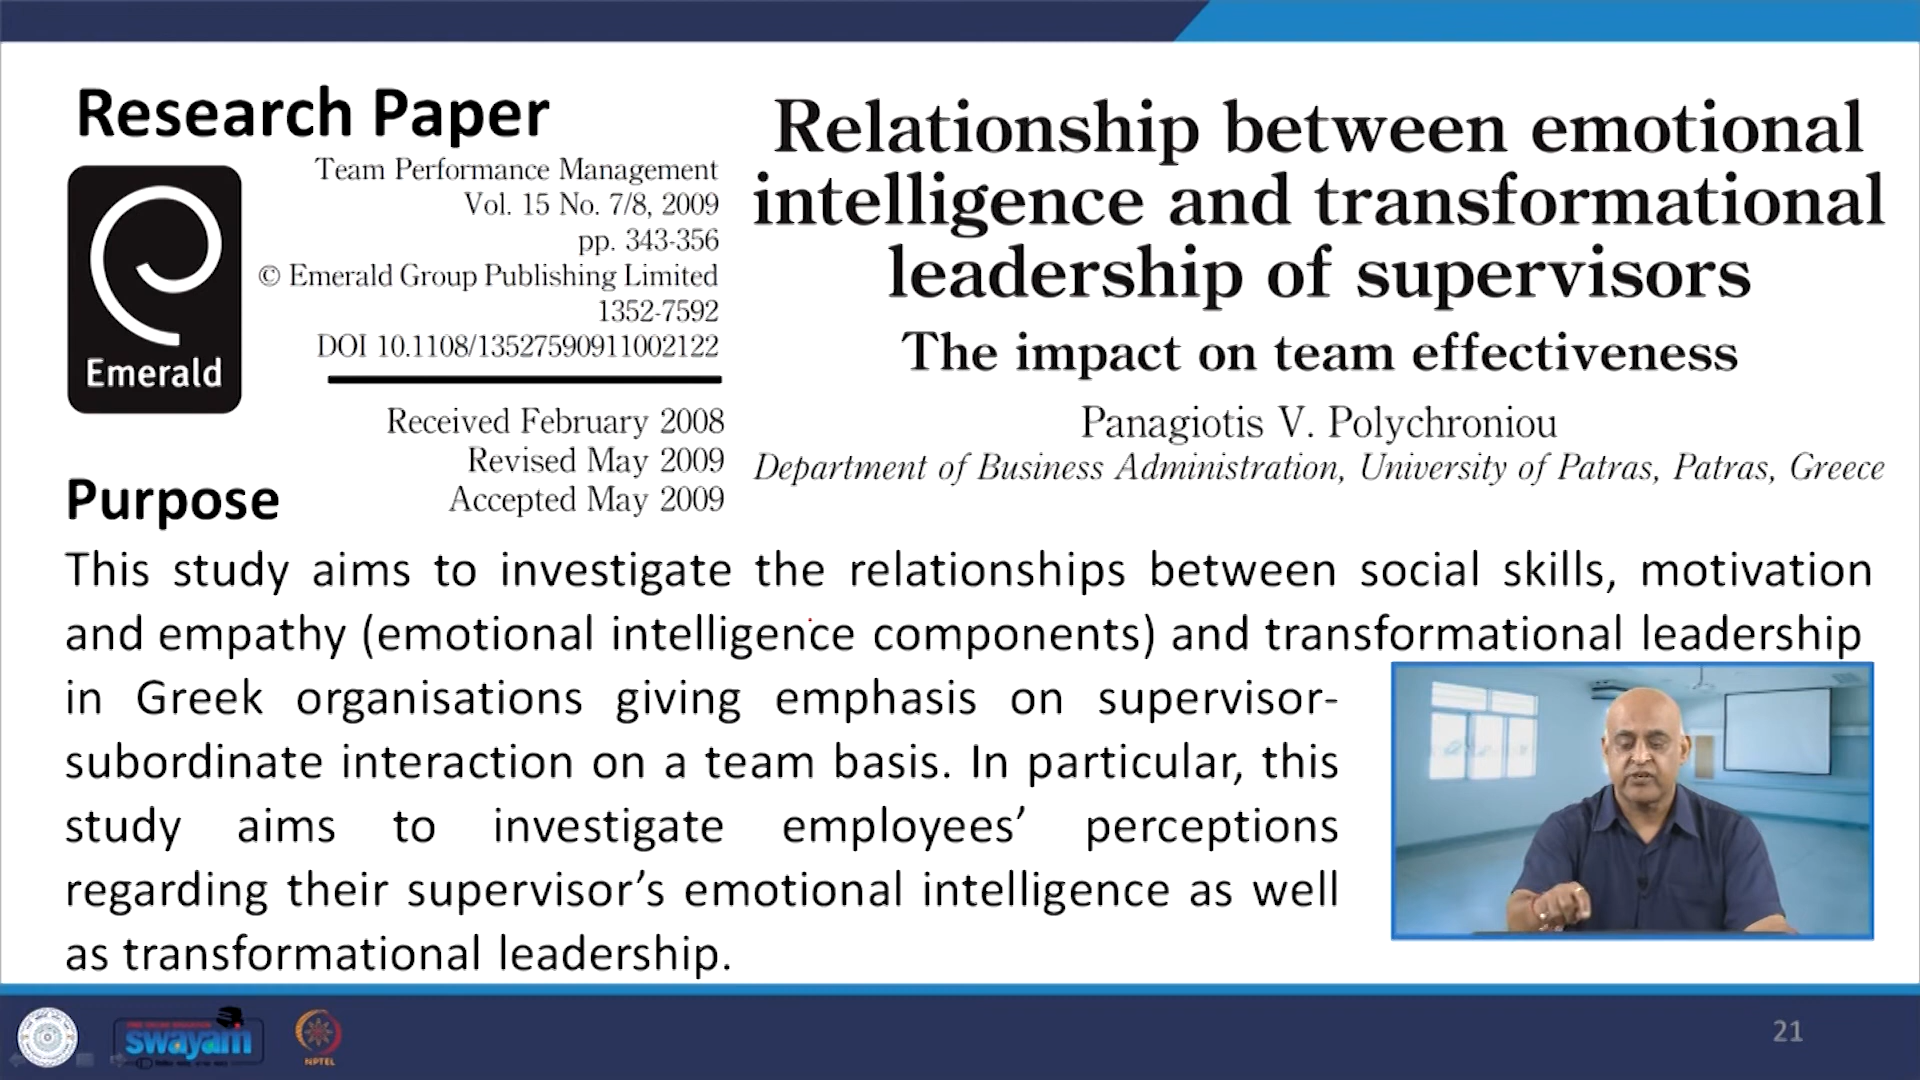 Research Paper
Team Performance Management
Vol. 15 No. 7/8, 2009
pp. 343-356
© Emerald Group Publishing Limited
1352-7592
DOI 10.1108/13527590911002122
Emerald
Received February 2008
Revised May 2009
Accepted May 2009
Relationship between emotional
intelligence and transformational
leadership of supervisors
The impact on team effectiveness
Panagiotis V. Polychroniou
Department of Business Administration, University of Patras, Patras, Greece
Purpose
This study aims to investigate the relationships between social skills, motivation
and empathy (emotional intelligence components) and transformational leadership
in Greek organisations giving emphasis on supervisor-
subordinate interaction on a team basis. In particular, this
study aims to investigate employees’ perceptions
regarding their supervisor’s emotional intelligence as well
as transformational leadership.
swayam
NPTEL
21